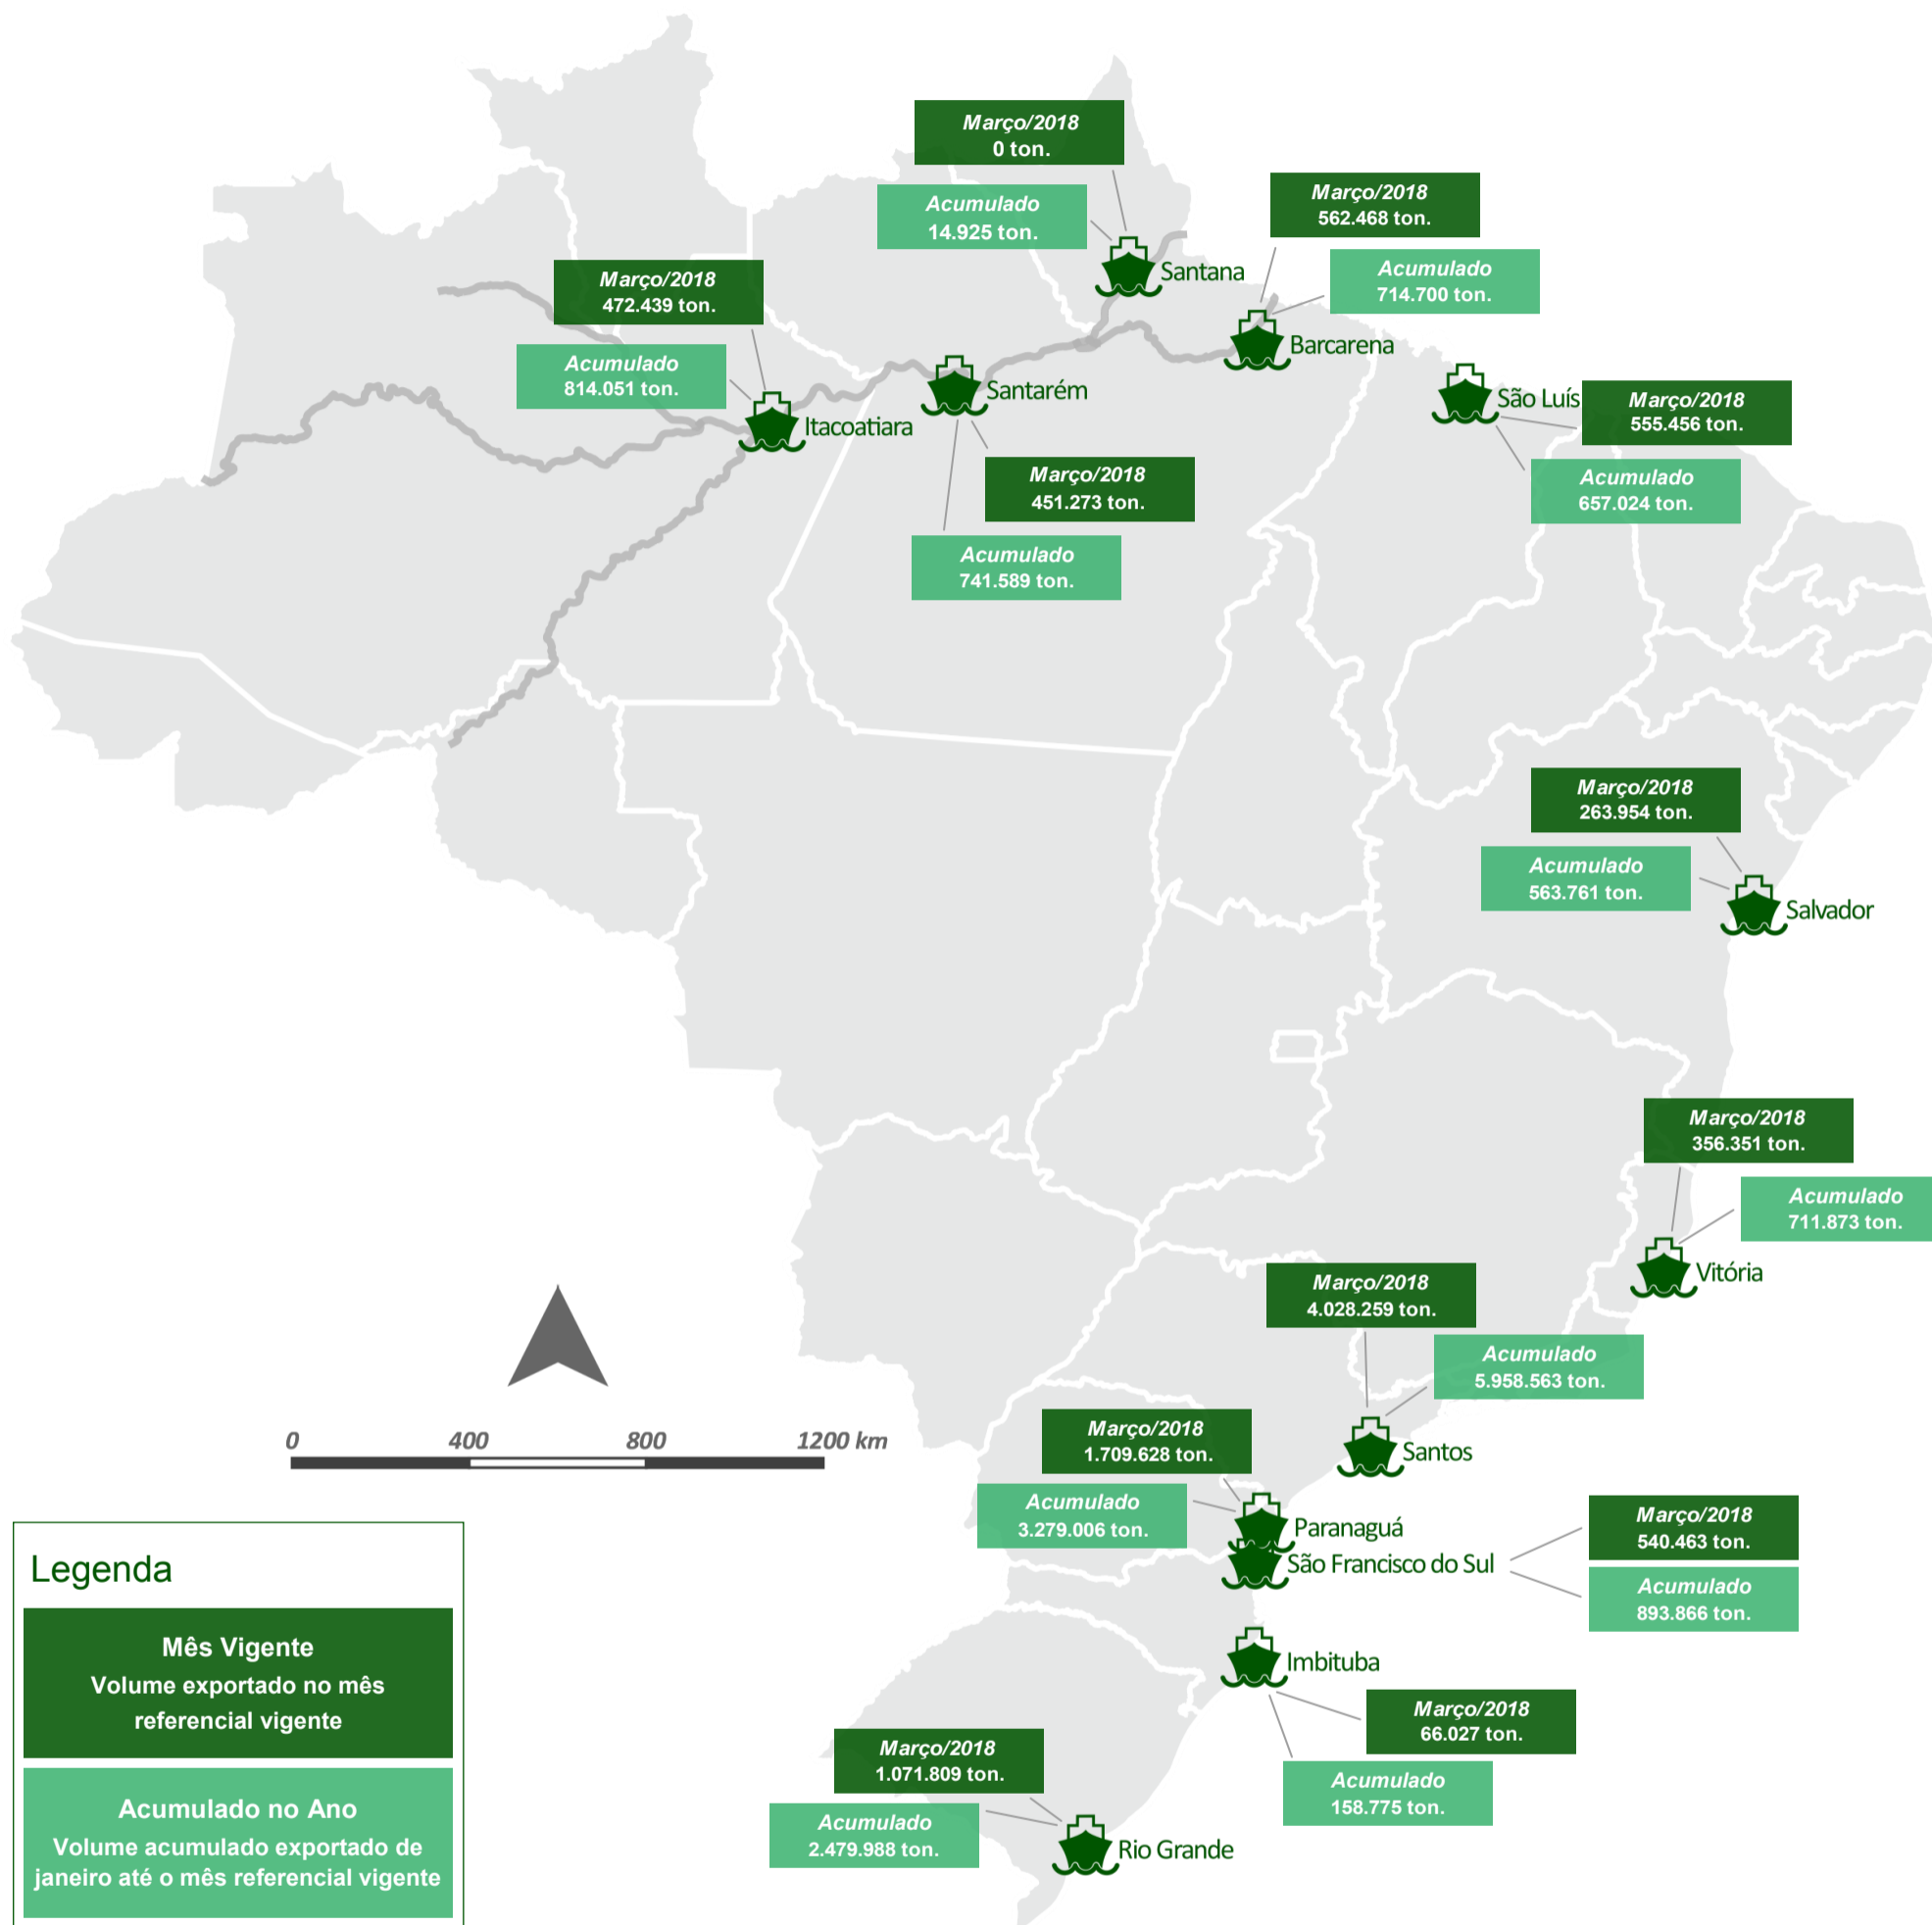 Março/2018
0 ton.
Acumulado
14.925 ton.
Santana
Março/2018
562.468 ton.
Acumulado
714.700 ton.
Barcarena
Março/2018
472.439 ton.
Acumulado
814.051 ton.
Itacoatiara
Santarém
Março/2018
451.273 ton.
Acumulado
741.589 ton.
São Luís
Março/2018
555.456 ton.
Acumulado
657.024 ton.
Março/2018
263.954 ton.
Acumulado
563.761 ton.
Salvador
Março/2018
356.351 ton.
Acumulado
711.873 ton.
Vitória
Março/2018
4.028.259 ton.
Acumulado
5.958.563 ton.
Santos
Março/2018
1.709.628 ton.
Acumulado
3.279.006 ton.
Paranaguá
São Francisco do Sul
Março/2018
540.463 ton.
Acumulado
893.866 ton.
Imbituba
Março/2018
66.027 ton.
Acumulado
158.775 ton.
Março/2018
1.071.809 ton.
Acumulado
2.479.988 ton.
Rio Grande
0 400 800 1200 km
Legenda
Mês Vigente
Volume exportado no mês
referencial vigente
Acumulado no Ano
Volume acumulado exportado de
janeiro até o mês referencial vigente